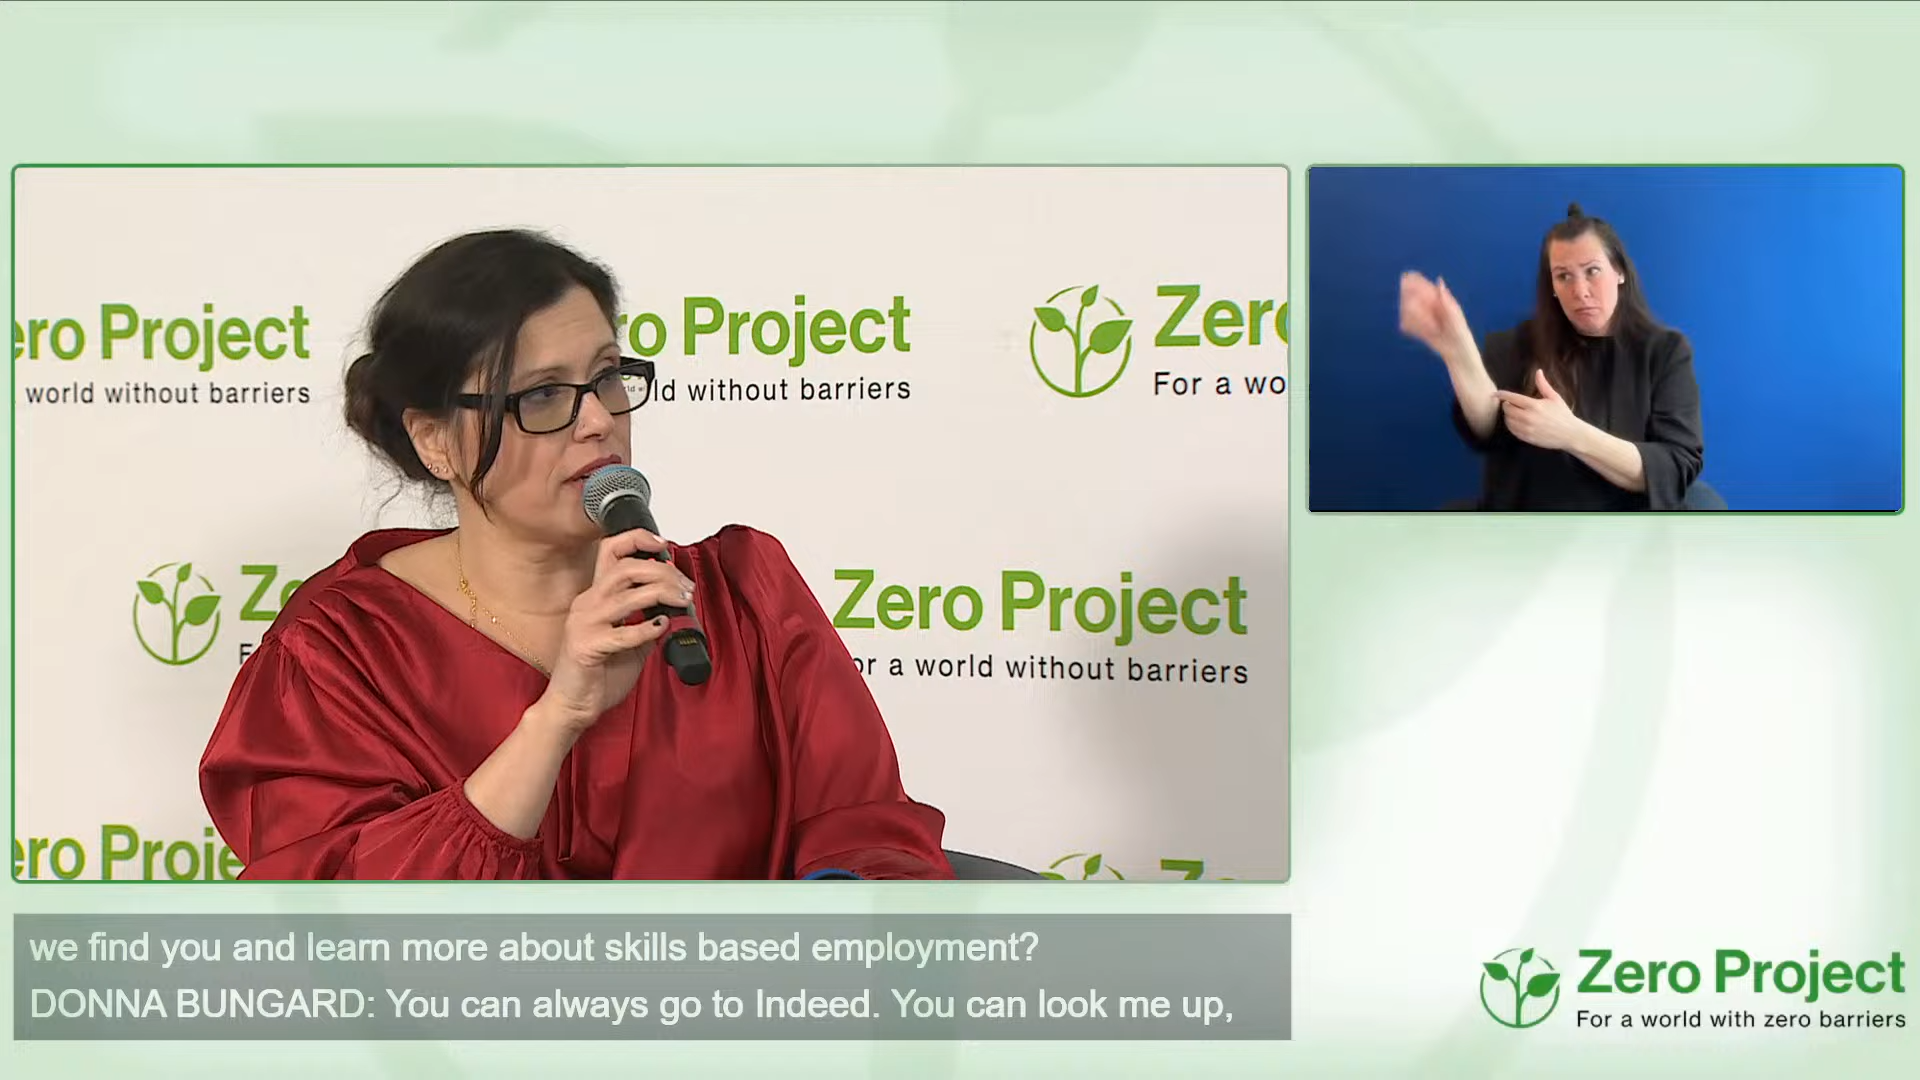 ero Project
world without barriers
ro Project
ld without barriers
Zero
For a wo
Ze
F
Zero Project
or a world without barriers
ero Proje
we find you and learn more about skills based employment?
DONNA BUNGARD: You can always go to Indeed. You can look me up,
Zero Project
For a world with zero barriers